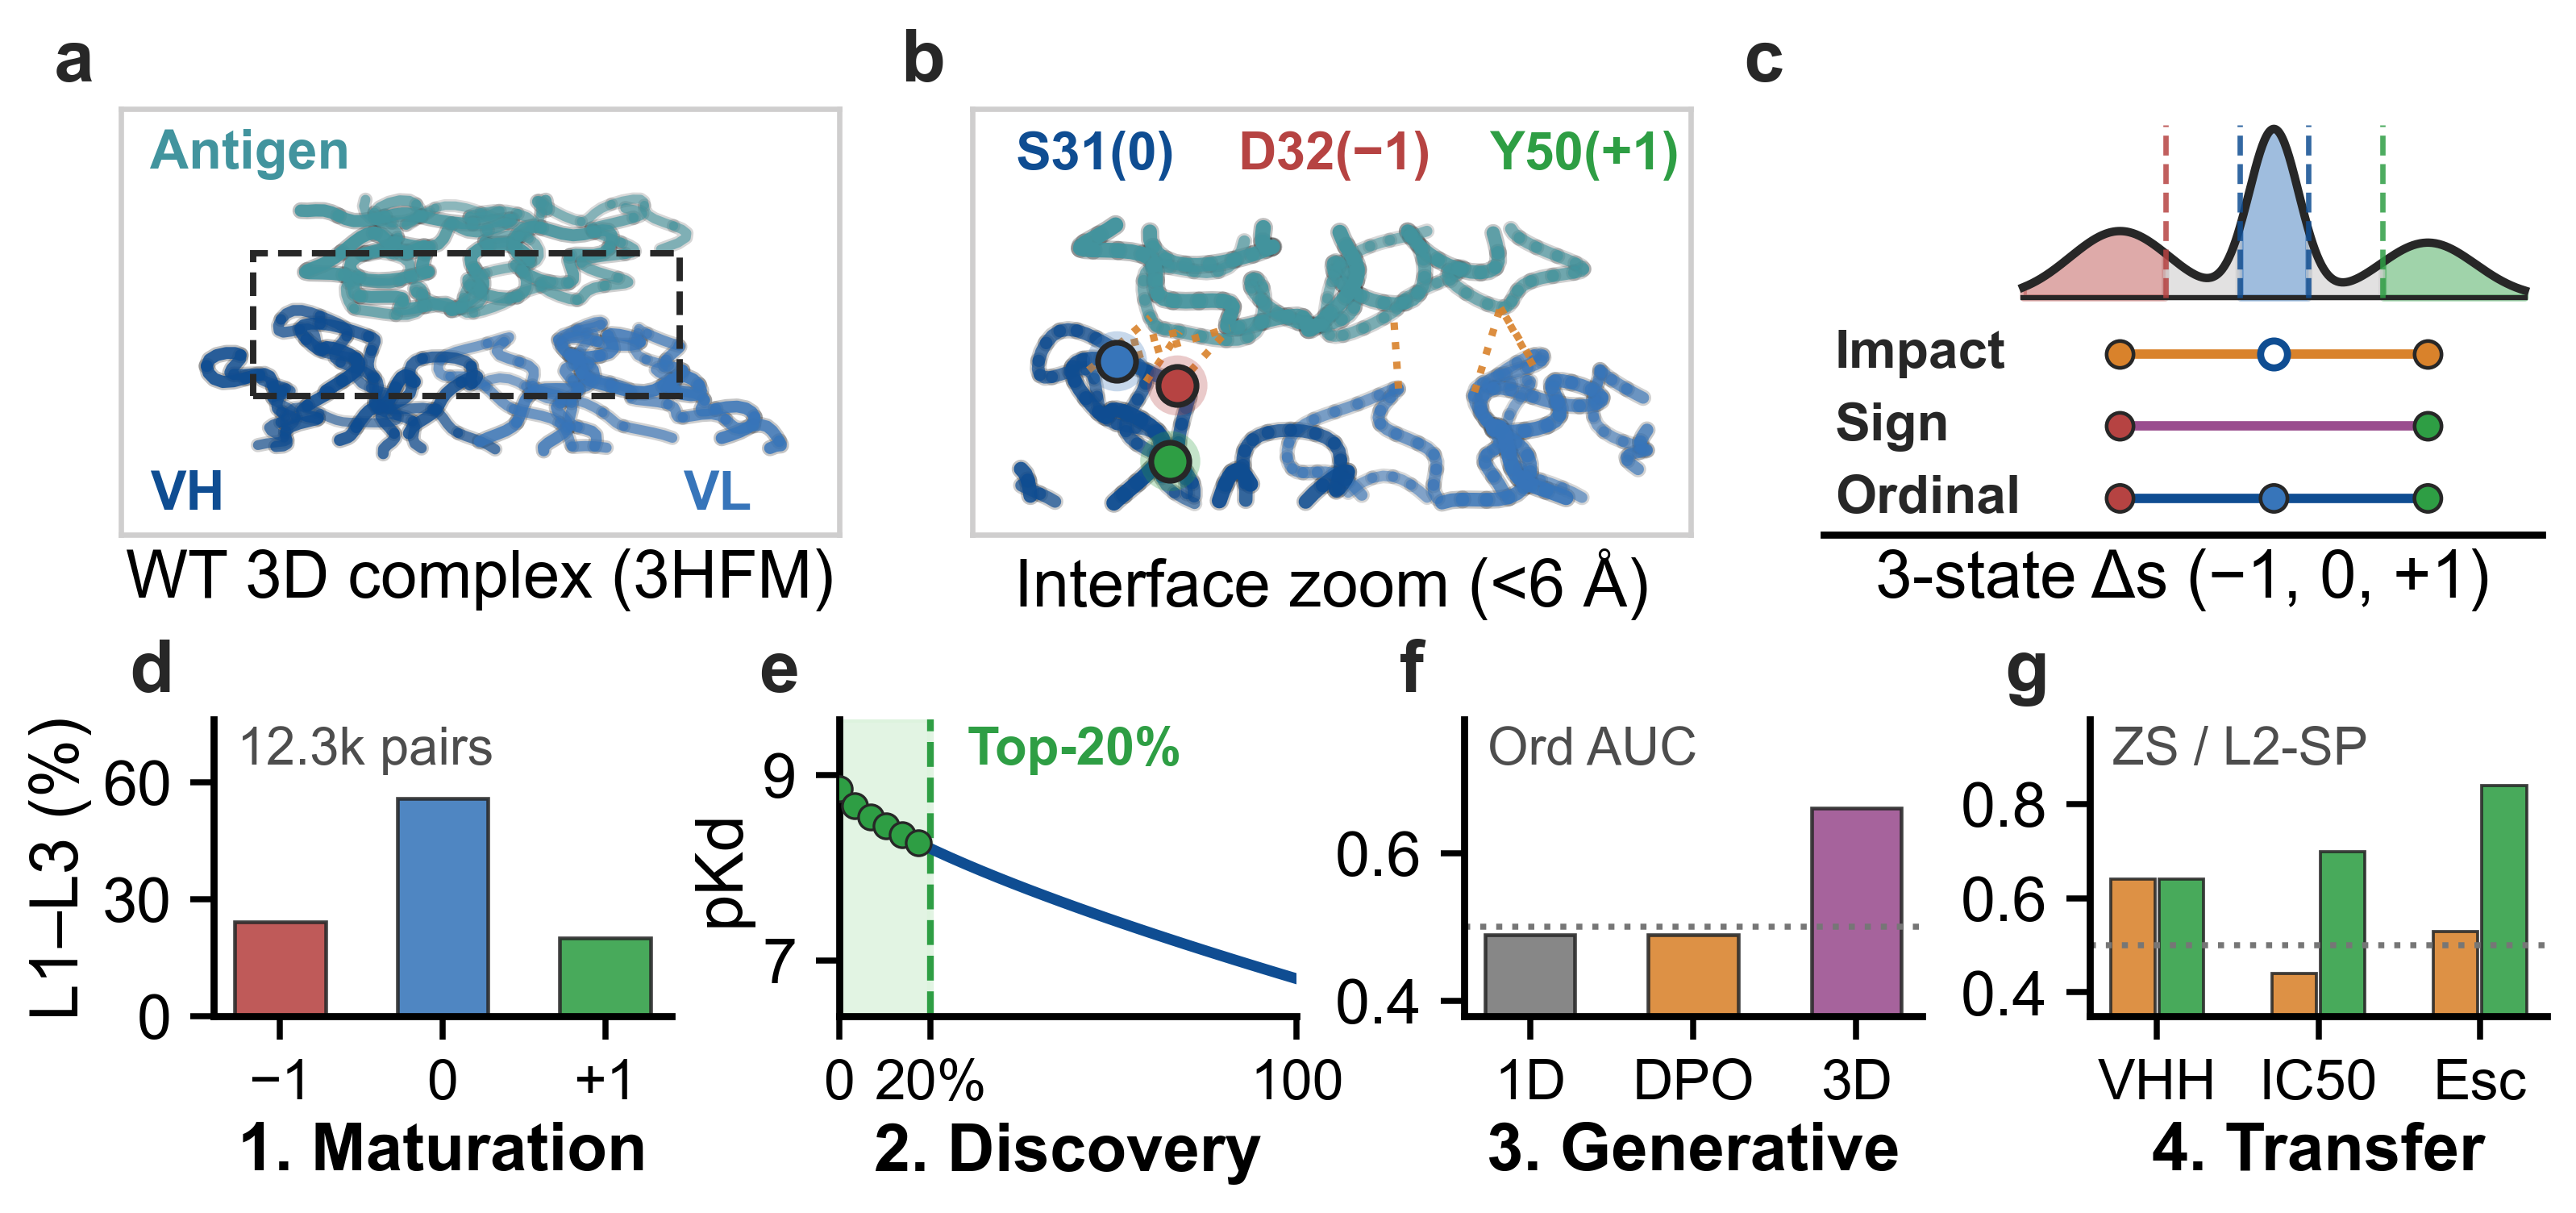 a
Antigen
VH
VL
WT 3D complex (3HFM)
b
S31(0) D32(−1) Y50(+1)
Interface zoom (<6 Å)
c
Impact
Sign
Ordinal
3-state Δs (−1, 0, +1)
d
12.3k pairs
L1–L3 (%)
60
30
0
−1 0 +1
1. Maturation
e
Top-20%
pKd
9
7
0 20% 100
2. Discovery
f
Ord AUC
0.6
0.4
1D DPO 3D
3. Generative
g
ZS / L2-SP
0.8
0.6
0.4
VHH IC50 Esc
4. Transfer